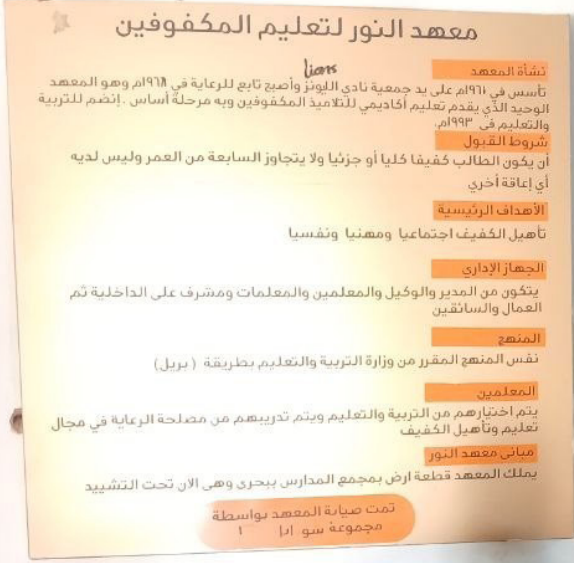 معهد النور لتعليم المكفوفين
نشأة المعهد
lions
تأسس في ١٩٦١م على يد جمعية نادي الليونز وأصبح تابع للرعاية في ١٩٦٨م وهو المعهد
الوحيد الذي يقدم تعليم أكاديمي للتلاميذ المكفوفين وبه مرحلة أساس .إنضم للتربية
والتعليم في ١٩٩٣م.
شروط القبول
أن يكون الطالب كفيفا كليا أو جزئيا ولا يتجاوز السابعة من العمر وليس لديه
أي إعاقة أخري
الأهداف الرئيسية
تأهيل الكفيف اجتماعيا ومهنيا ونفسيا
الجهاز الإداري
يتكون من المدير والوكيل والمعلمين والمعلمات ومشرف على الداخلية ثم
العمال والسائقين
المنهج
نفس المنهج المقرر من وزارة التربية والتعليم بطريقة (بريل)
المعلمين
يتم اختيارهم من التربية والتعليم ويتم تدريبهم من مصلحة الرعاية في مجال
تعليم وتأهيل الكفيف
مباني معهد النور
يملك المعهد قطعة ارض بمجمع المدارس ببحري وهى الان تحت التشييد
تمت صيانة المعهد بواسطة
مجموعة سو